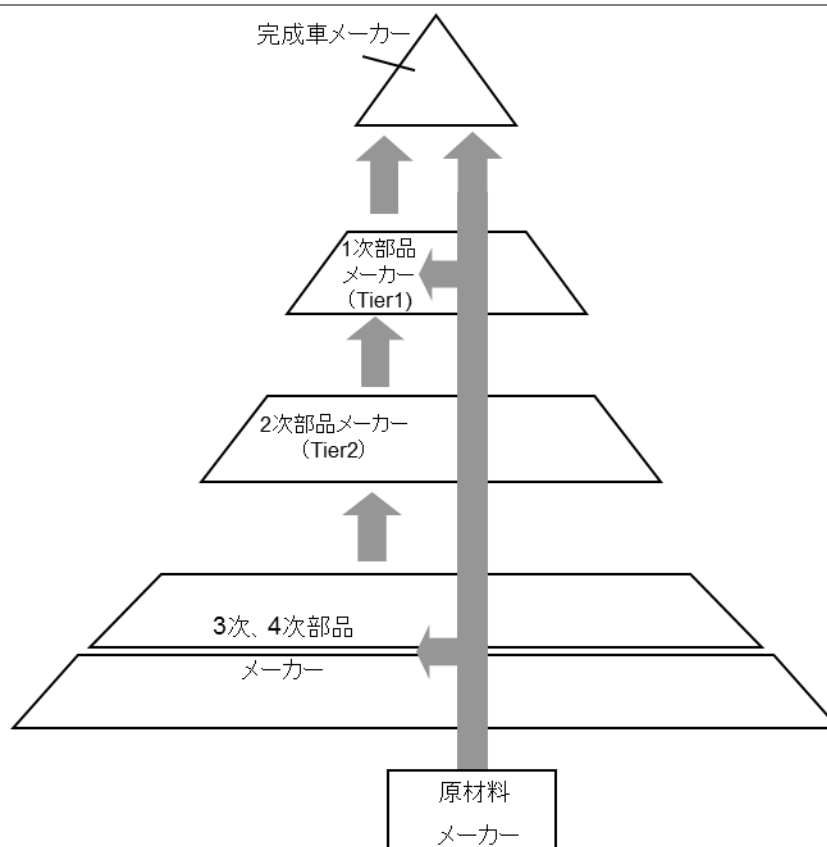 完成車メーカー
1次部品
メーカー
（Tier1)
2次部品メーカー
（Tier2）
3次、4次部品
メーカー
原材料
メーカー